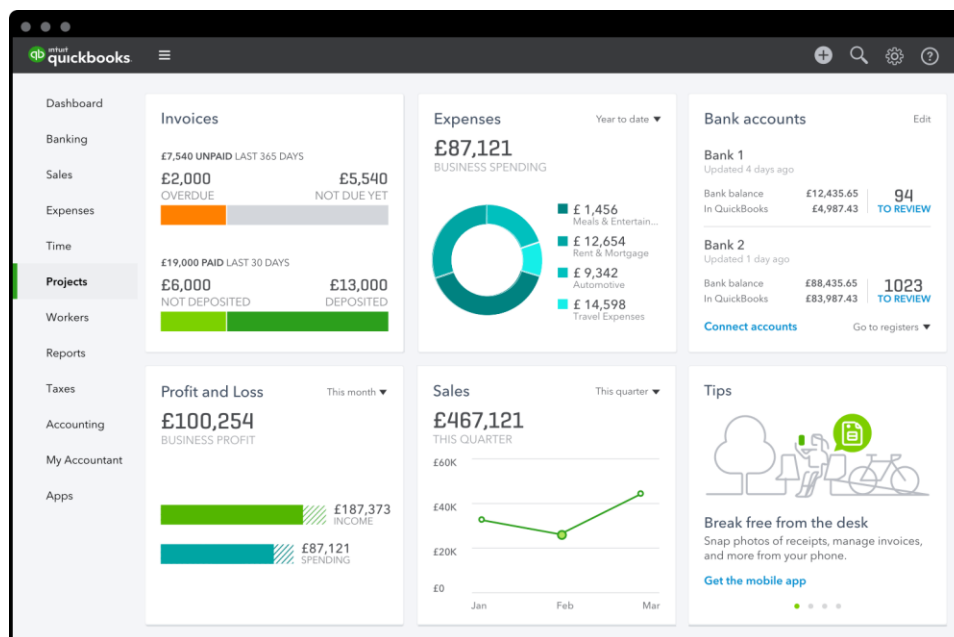 intuit
qb quickbooks.
Dashboard
Banking
Sales
Expenses
Time
Projects
Workers
Reports
Taxes
Accounting
My Accountant
Apps
Invoices
£7,540 UNPAID LAST 365 DAYS
£2,000 £5,540
OVERDUE NOT DUE YET
£19,000 PAID LAST 30 DAYS
£6,000 £13,000
NOT DEPOSITED DEPOSITED
Expenses Year to date
£87,121
BUSINESS SPENDING
£ 1,456
Meals & Entertain...
£ 12,654
Rent & Mortgage
£ 9,342
Automotive
£ 14,598
Travel Expenses
Bank accounts Edit
Bank 1
Updated 4 days ago
Bank balance £12,435.65 94
In QuickBooks £4,987.43 TO REVIEW
Bank 2
Updated 1 day ago
Bank balance £88,435.65 1023
In QuickBooks £83,987.43 TO REVIEW
Connect accounts Go to registers
Profit and Loss This month
£100,254
BUSINESS PROFIT
£187,373
INCOME
£87,121
SPENDING
Sales This quarter
£467,121
THIS QUARTER
£60K
£40K
£20K
£0
Jan Feb Mar
Tips
Break free from the desk
Snap photos of receipts, manage invoices,
and more from your phone.
Get the mobile app